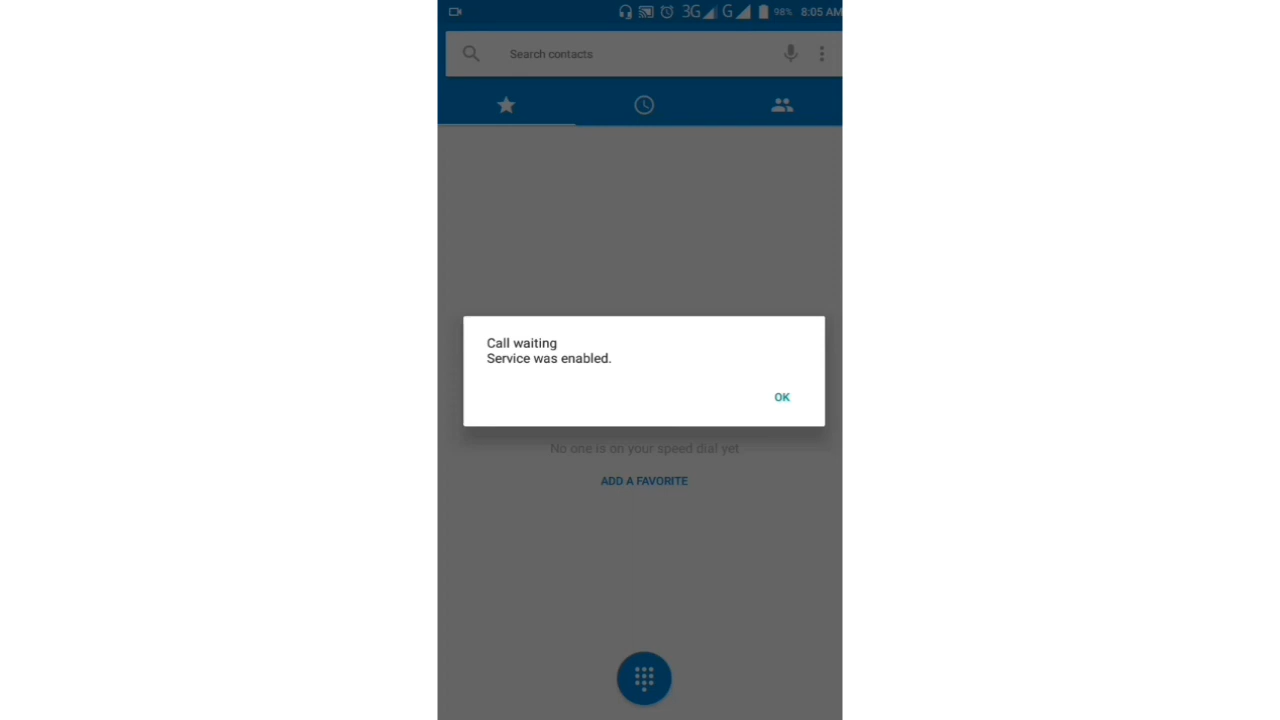 3G G 98% 8:05 AM
Search contacts
Call waiting
Service was enabled.
OK
No one is on your speed dial yet
ADD A FAVORITE